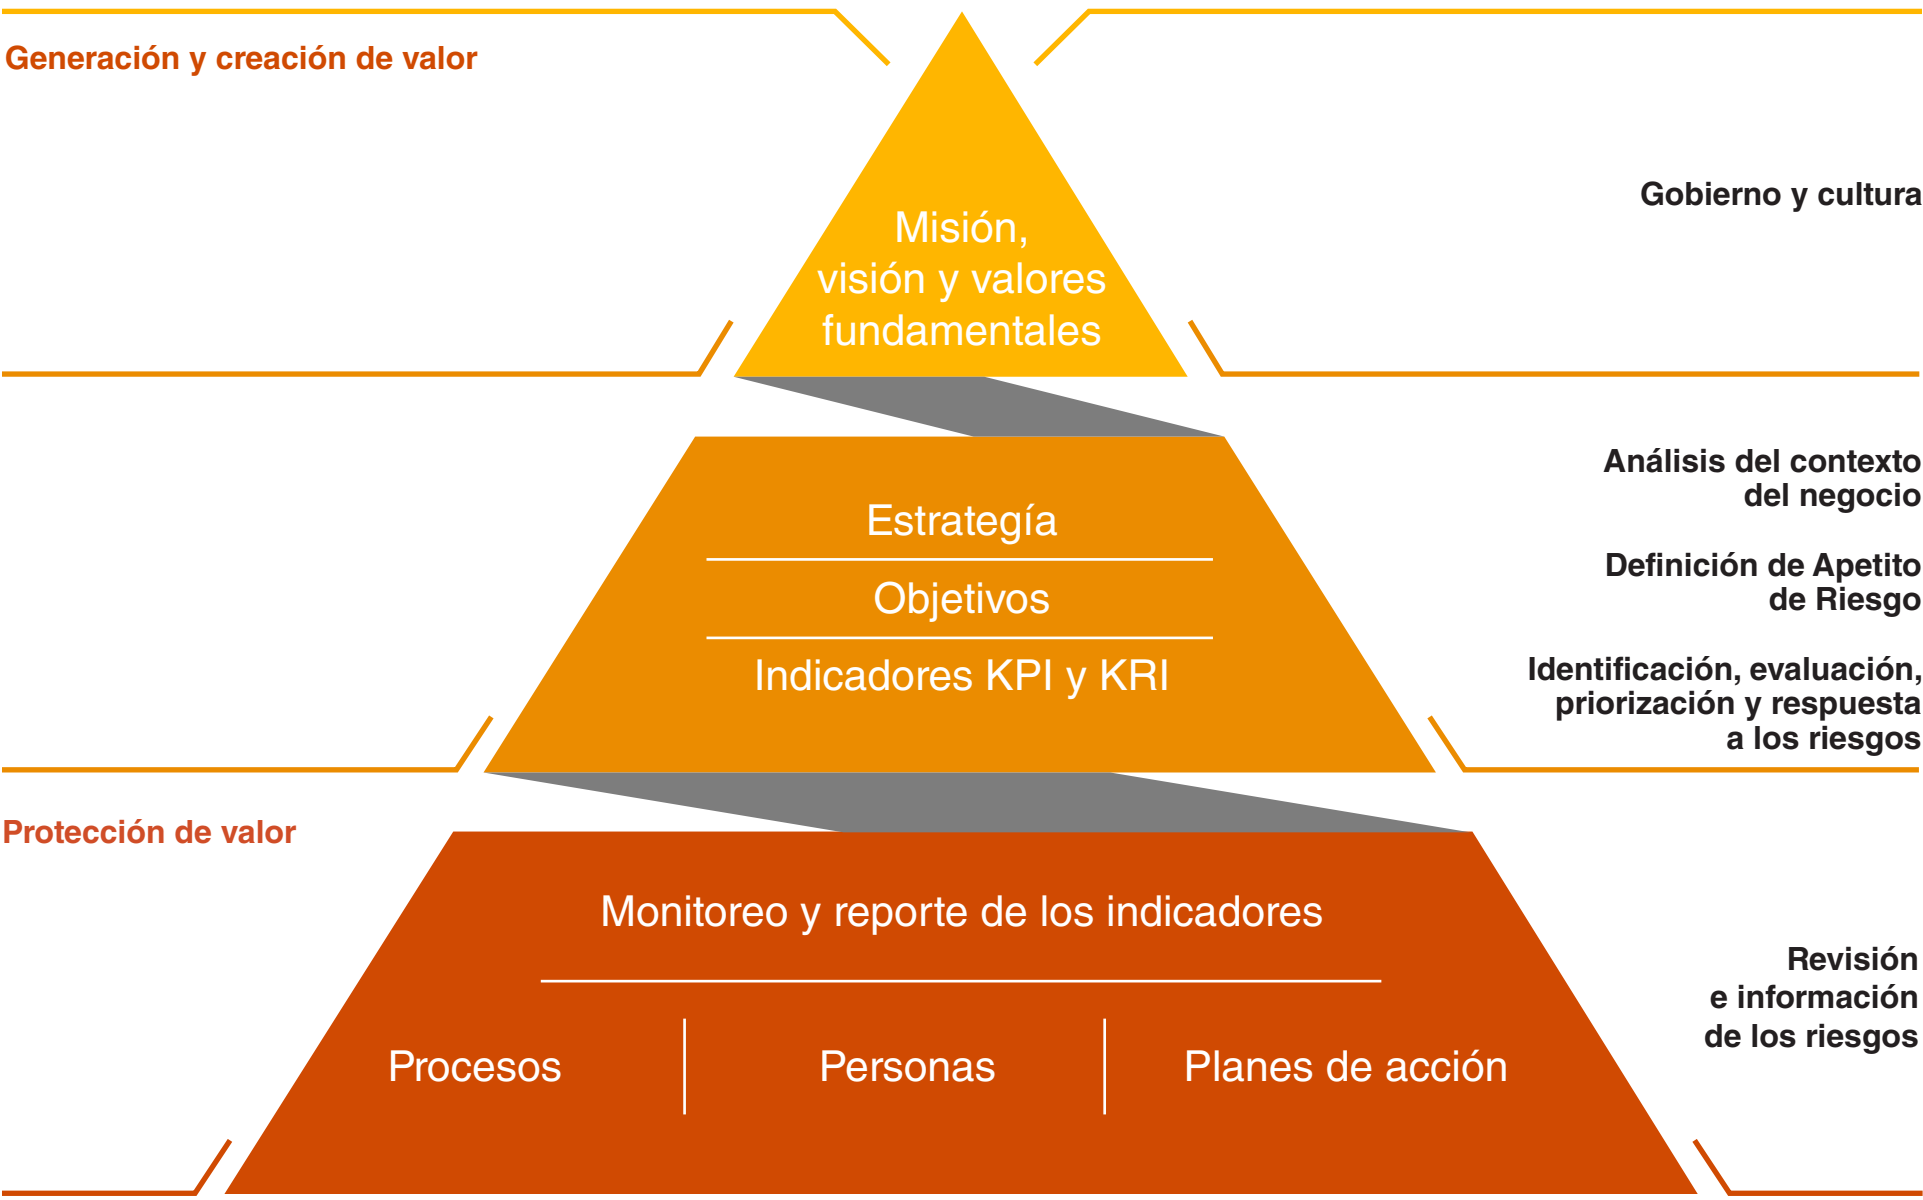 Generación y creación de valor
Gobierno y cultura
Misión,
visión y valores
fundamentales
Análisis del contexto
del negocio
Definición de Apetito
de Riesgo
Identificación, evaluación,
priorización y respuesta
a los riesgos
Estrategía
Objetivos
Indicadores KPI y KRI
Protección de valor
Monitoreo y reporte de los indicadores
Procesos
Personas
Planes de acción
Revisión
e información
de los riesgos